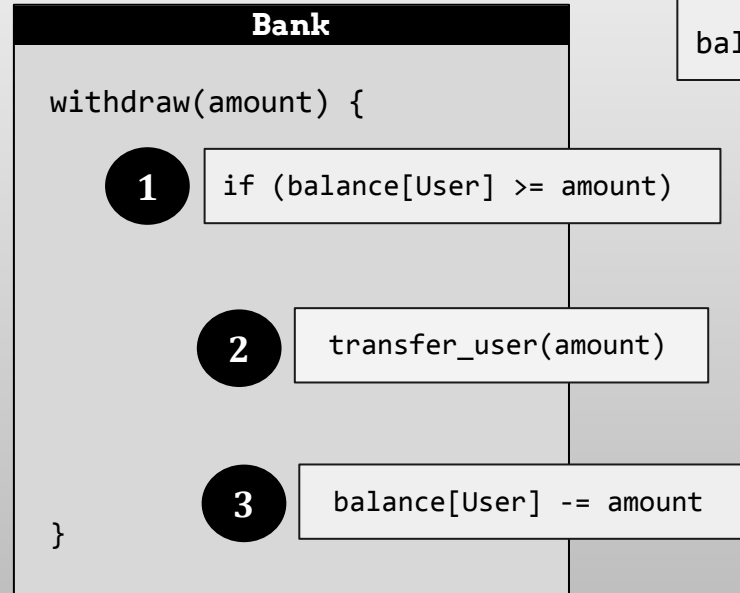 Bank
withdraw(amount) {
1 if (balance[User] >= amount)
2 transfer_user(amount)
3 balance[User] -= amount
}